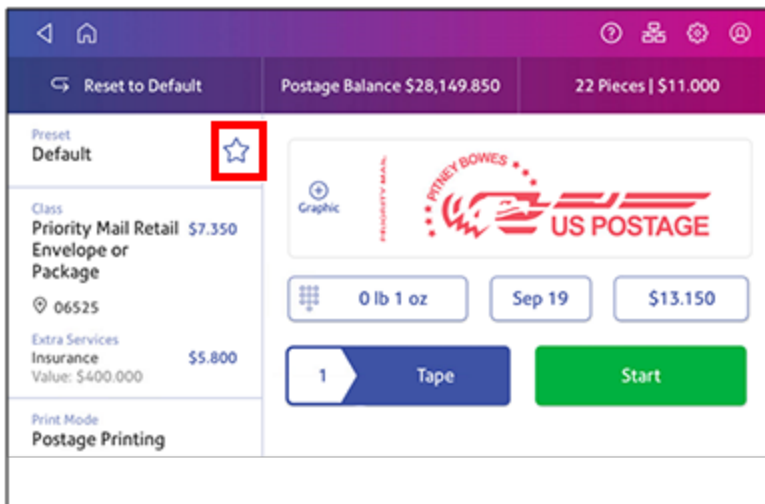 Reset to Default
Postage Balance $28,149.850
22 Pieces | $11.000
Preset
Default
Class
Priority Mail Retail $7.350
Envelope or
Package
06525
Extra Services
Insurance $5.800
Value: $400.000
Print Mode
Postage Printing
Graphic
PRIORITY MAIL
PITNEY BOWES
US POSTAGE
0 lb 1 oz
Sep 19
$13.150
1
Tape
Start